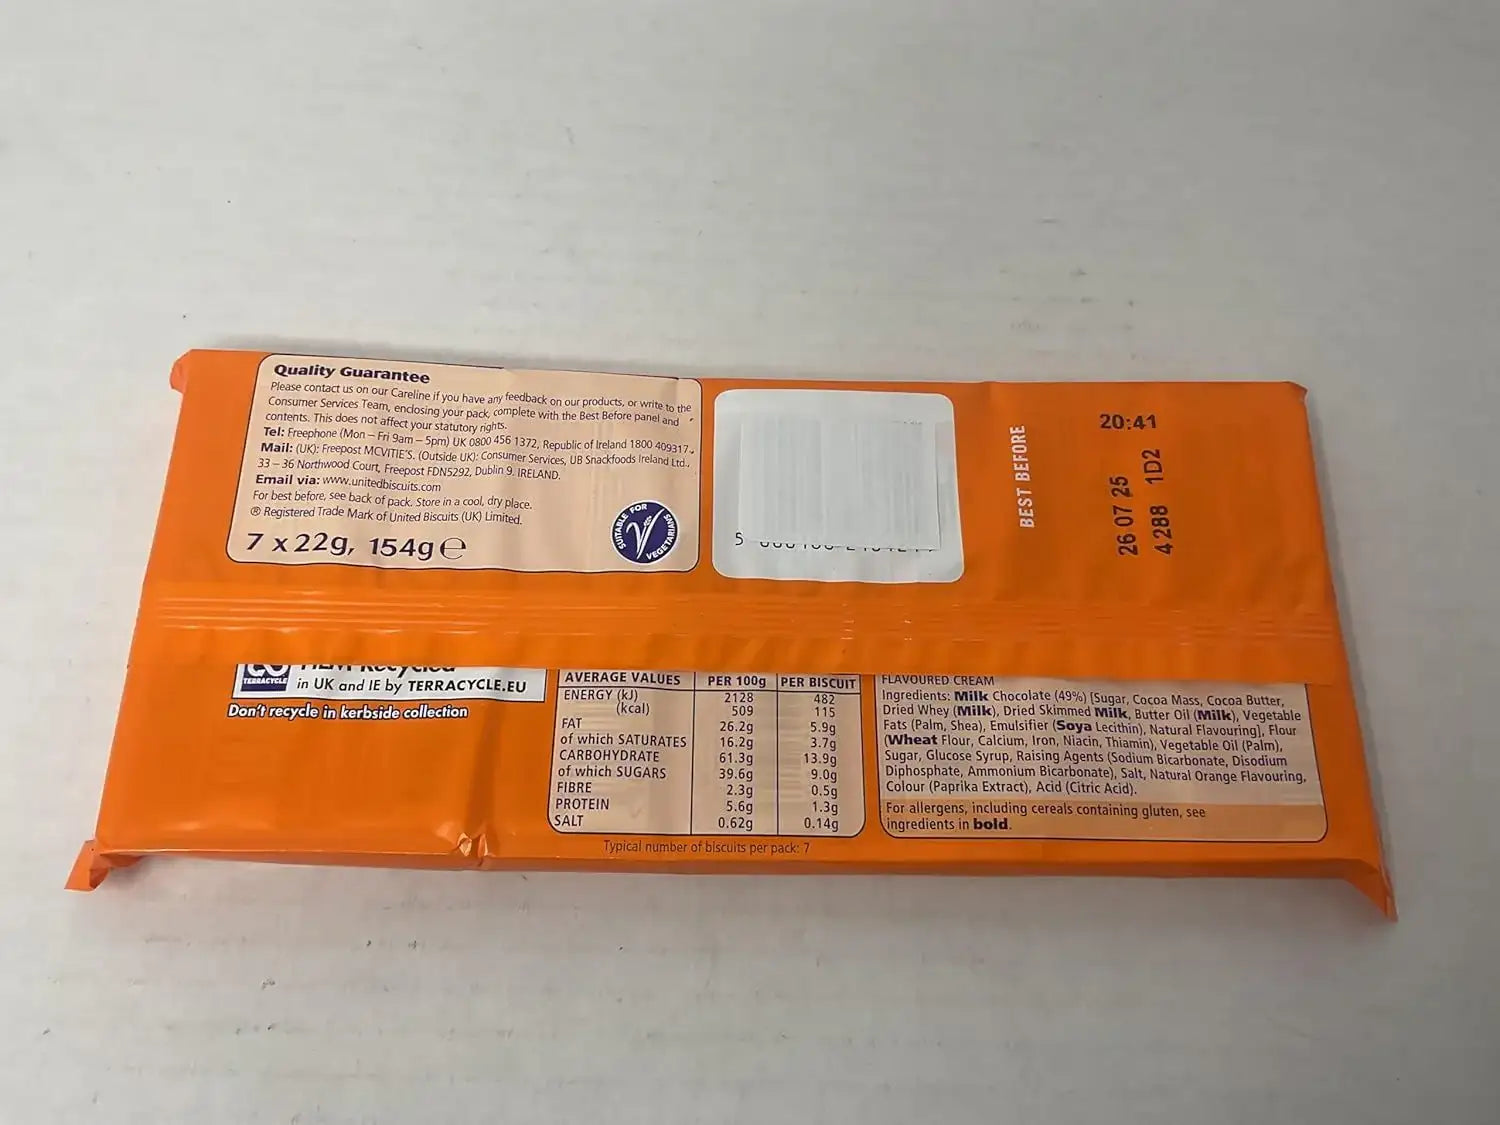 Quality Guarantee
Please contact us on our Careline if you have any feedback on our products, or write to the
Consumer Services Team, enclosing your pack, complete with the Best Before panel and
contents. This does not affect your statutory rights.
Tel: Freephone (Mon – Fri 9am – 5pm) UK 0800 456 1372, Republic of Ireland 1800 409317.
Mail: (UK): Freepost MCVITIE'S. (Outside UK): Consumer Services, UB Snackfoods Ireland Ltd.,
33 – 36 Northwood Court, Freepost FDN5292, Dublin 9. IRELAND.
Email via: www.unitedbiscuits.com
For best before, see back of pack. Store in a cool, dry place.
® Registered Trade Mark of United Biscuits (UK) Limited.
7 x 22g, 154g e
SUITABLE FOR VEGETARIANS
5
BEST BEFORE
20:41
26 07 25
4 288 1D2
Recycled
TERRACYCLE
in UK and IE by TERRACYCLE.EU
Don't recycle in kerbside collection
AVERAGE VALUES PER 100g PER BISCUIT
ENERGY (kJ) 2128 482
(kcal) 509 115
FAT 26.2g 5.9g
of which SATURATES 16.2g 3.7g
CARBOHYDRATE 61.3g 13.9g
of which SUGARS 39.6g 9.0g
FIBRE 2.3g 0.5g
PROTEIN 5.6g 1.3g
SALT 0.62g 0.14g
Typical number of biscuits per pack: 7
FLAVOURED CREAM
Ingredients: Milk Chocolate (49%) [Sugar, Cocoa Mass, Cocoa Butter,
Dried Whey (Milk), Dried Skimmed Milk, Butter Oil (Milk), Vegetable
Fats (Palm, Shea), Emulsifier (Soya Lecithin), Natural Flavouring], Flour
(Wheat Flour, Calcium, Iron, Niacin, Thiamin), Vegetable Oil (Palm),
Sugar, Glucose Syrup, Raising Agents (Sodium Bicarbonate, Disodium
Diphosphate, Ammonium Bicarbonate), Salt, Natural Orange Flavouring,
Colour (Paprika Extract), Acid (Citric Acid).
For allergens, including cereals containing gluten, see
ingredients in bold.